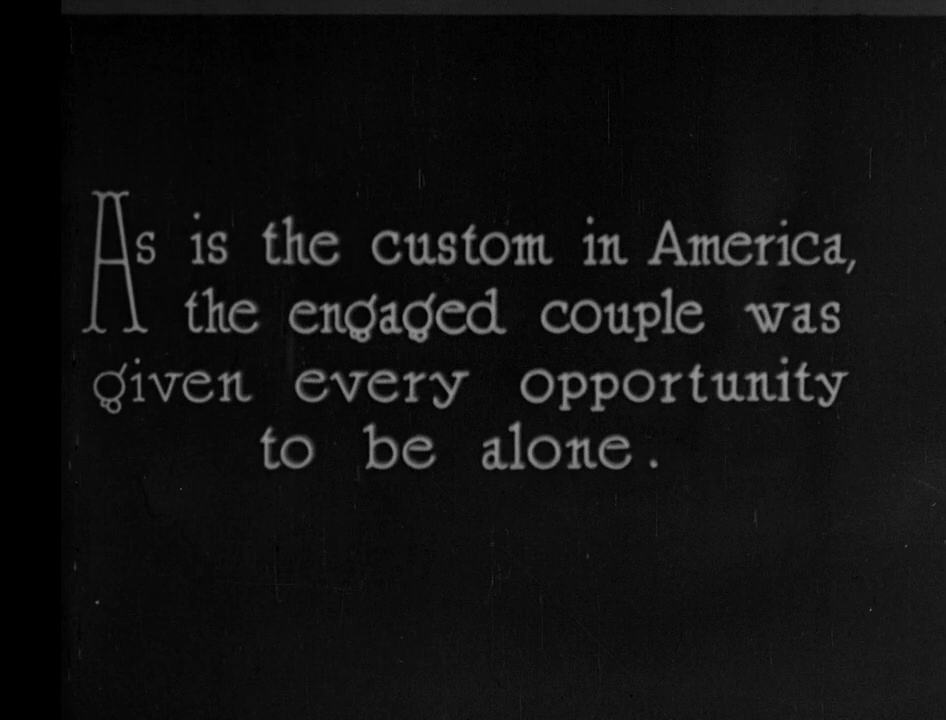 As is the custom in America,
the engaged couple was
given every opportunity
to be alone.